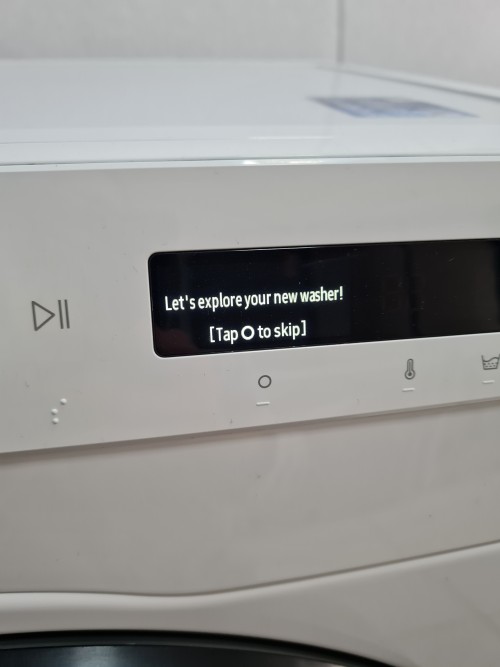 Let's explore your new washer!
[Tap O to skip]